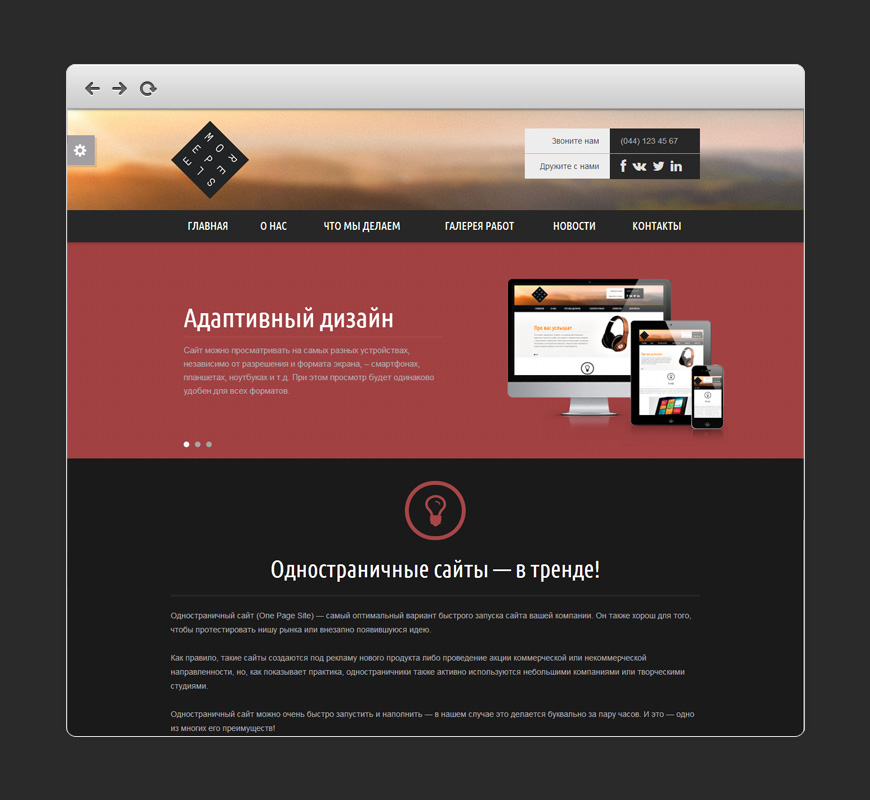 MORE
PEOPLES
Звоните нам
(044) 123 45 67
Дружите с нами
ГЛАВНАЯ О НАС ЧТО МЫ ДЕЛАЕМ ГАЛЕРЕЯ РАБОТ НОВОСТИ КОНТАКТЫ
Адаптивный дизайн
Сайт можно просматривать на самых разных устройствах,
независимо от разрешения и формата экрана, – смартфонах,
ппаншетах, ноутбуках и т.д. При этом просмотр будет одинаково
удобен для всех форматов.
Про вас услышат
Одностраничные сайты — в тренде!
Одностраничный сайт (One Page Site) — самый оптимальный вариант быстрого запуска сайта вашей компании. Он также хорош для того,
чтобы протестировать нишу рынка или внезапно появившуюся идею.
Как правило, такие сайты создаются под рекламу нового продукта либо проведение акции коммерческой или некоммерческой
направленности, но, как показывает практика, одностраничники также активно используются небольшими компаниями или творческими
студиями.
Одностраничный сайт можно очень быстро запустить и наполнить — в нашем случае это делается буквально за пару часов. И это — одно
из многих его преимуществ!